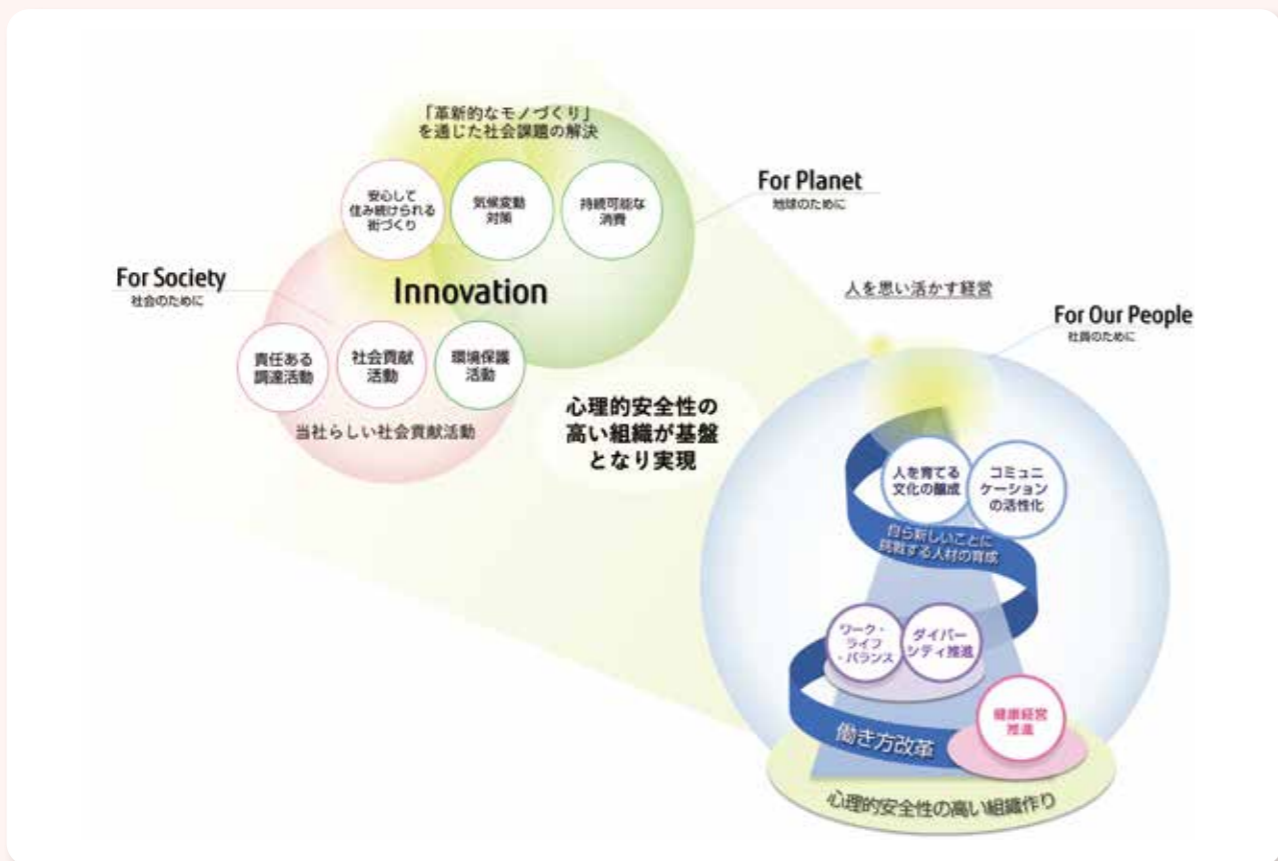 「革新的なモノづくり」
を通じた社会課題の解決
安心して
住み続けられる
街づくり
気候変動
対策
持続可能な
消費
For Planet
地球のために
For Society
社会のために
Innovation
責任ある
調達活動
社会貢献
活動
環境保護
活動
当社らしい社会貢献活動
心理的安全性の
高い組織が基盤
となり実現
人を思い活かす経営
For Our People
社員のために
人を育てる
文化の醸成
コミュニ
ケーション
の活性化
自ら新しいことに
挑戦する人材の育成
ワーク・
ライフ
・バランス
ダイバー
シティ推進
健康経営
推進
働き方改革
心理的安全性の高い組織作り